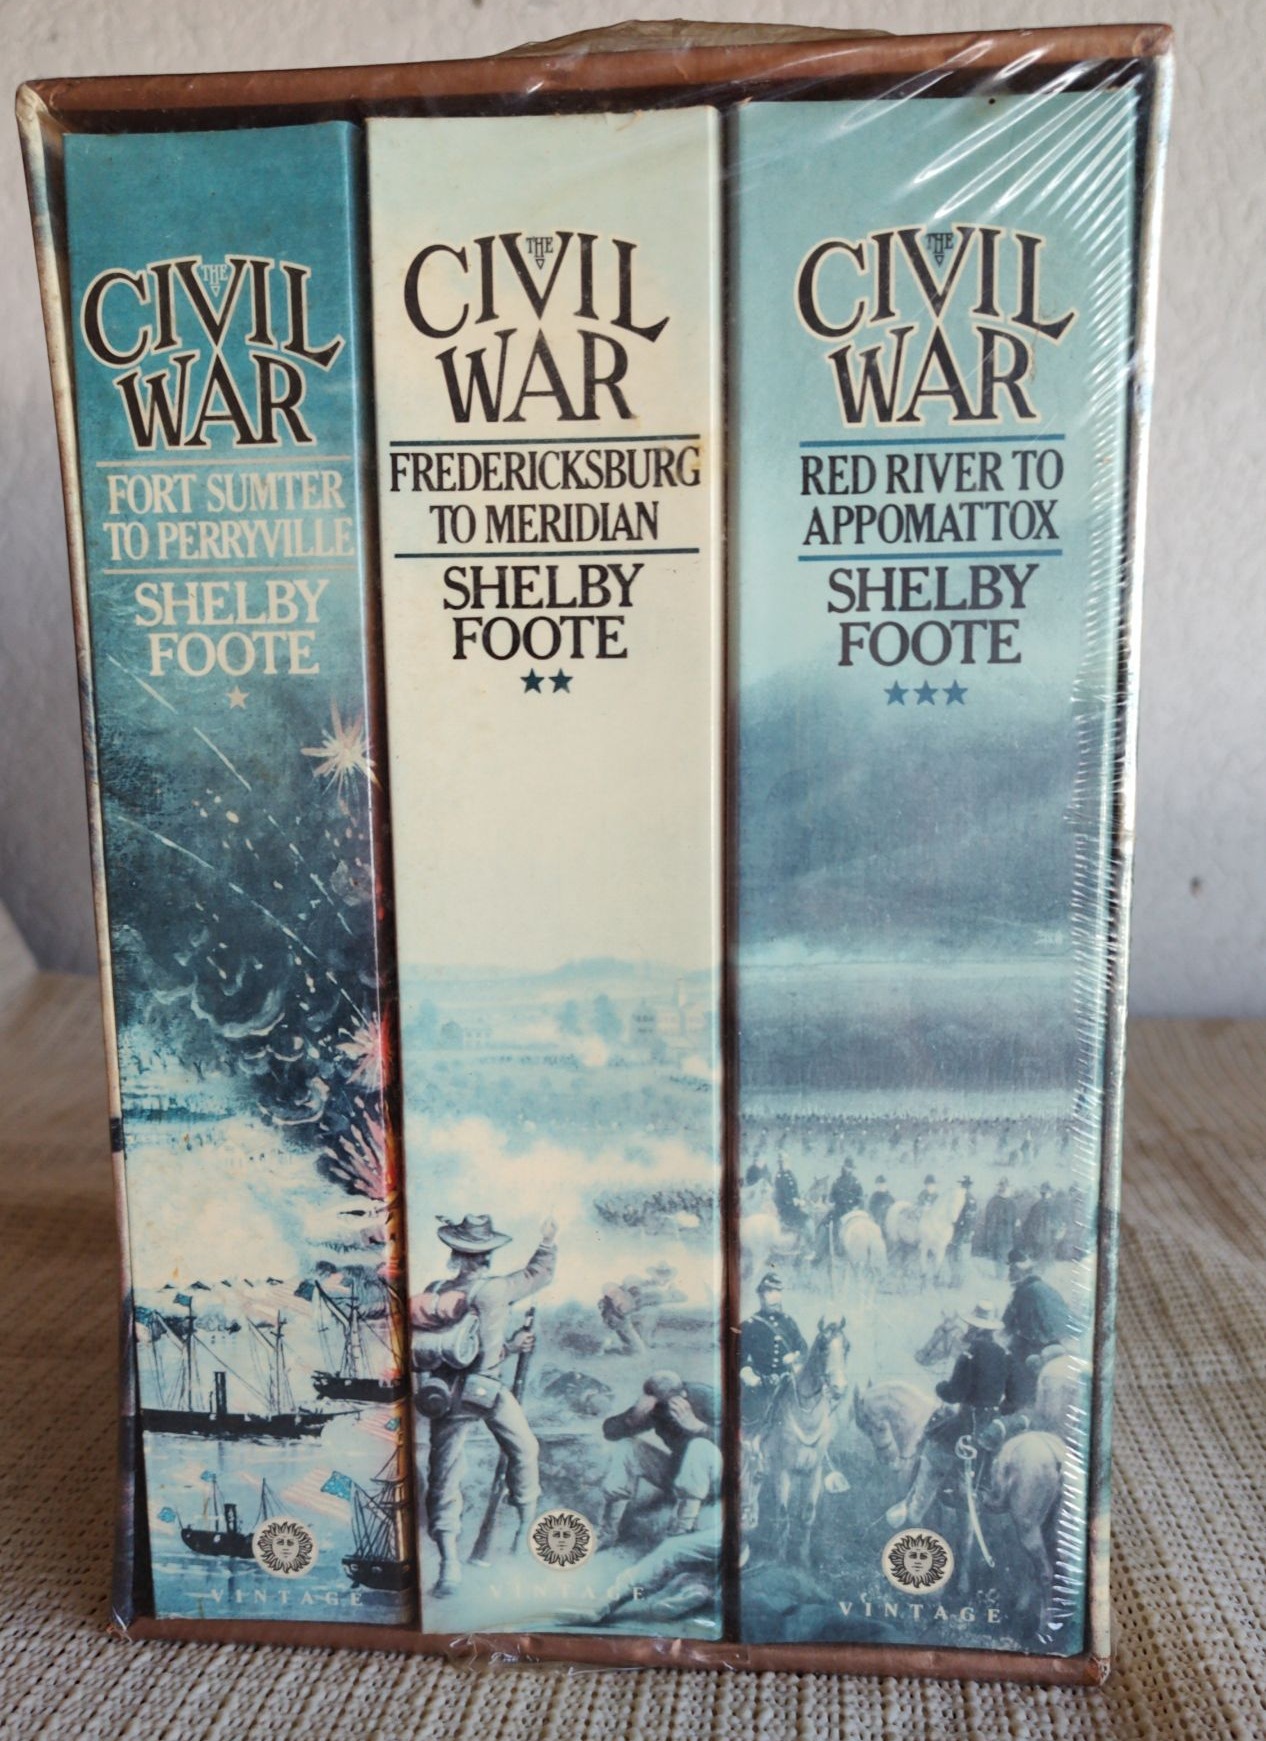 THE
CIVIL
WAR
FORT SUMTER
TO PERRYVILLE
SHELBY
FOOTE
VINTAGE
THE
CIVIL
WAR
FREDERICKSBURG
TO MERIDIAN
SHELBY
FOOTE
VINTAGE
THE
CIVIL
WAR
RED RIVER TO
APPOMATTOX
SHELBY
FOOTE
VINTAGE